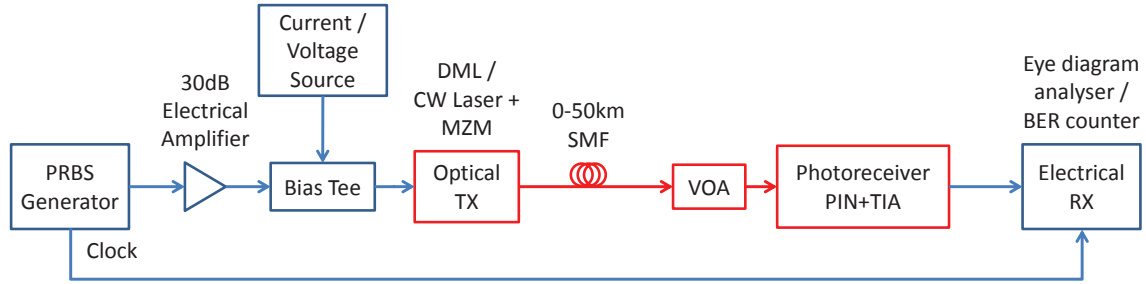 Current /
Voltage
Source
30dB
Electrical
Amplifier
DML /
CW Laser +
MZM
0-50km
SMF
Eye diagram
analyser /
BER counter
PRBS
Generator
Bias Tee
Optical
TX
VOA
Photoreceiver
PIN+TIA
Electrical
RX
Clock